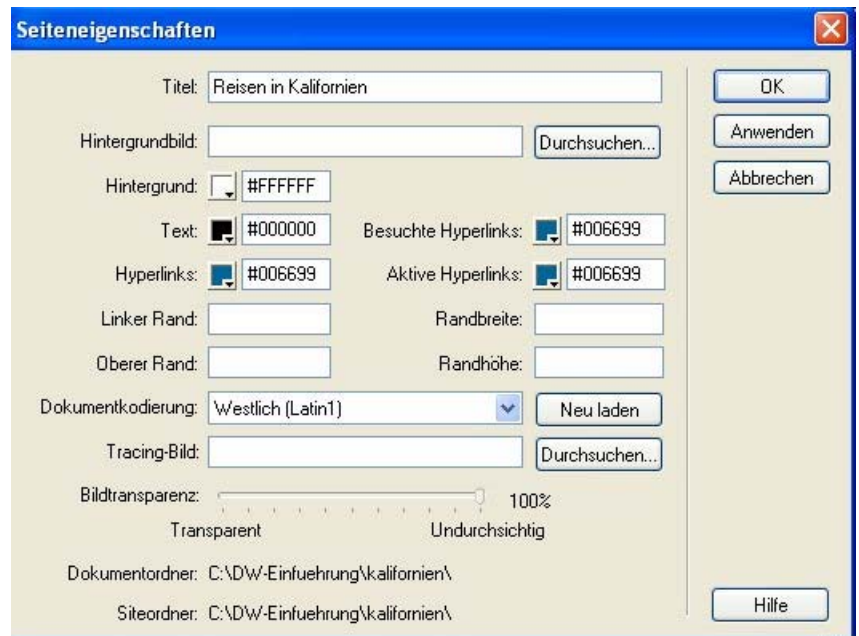 Seiteneigenschaften
Titel: Reisen in Kalifornien OK
Hintergrundbild: Durchsuchen... Anwenden
Hintergrund: #FFFFFF Abbrechen
Text: #000000 Besuchte Hyperlinks: #006699
Hyperlinks: #006699 Aktive Hyperlinks: #006699
Linker Rand: Randbreite:
Oberer Rand: Randhöhe:
Dokumentkodierung: Westlich (Latin1) Neu laden
Tracing-Bild: Durchsuchen...
Bildtransparenz: 100%
Transparent Undurchsichtig
Dokumentordner: C:\DW-Einfuehrung\kalifornien\
Siteordner: C:\DW-Einfuehrung\kalifornien\ Hilfe